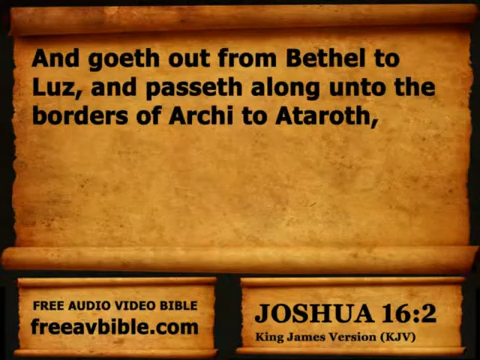 And goeth out from Bethel to
Luz, and passeth along unto the
borders of Archi to Ataroth,
FREE AUDIO VIDEO BIBLE
freeavbible.com
JOSHUA 16:2
King James Version (KJV)